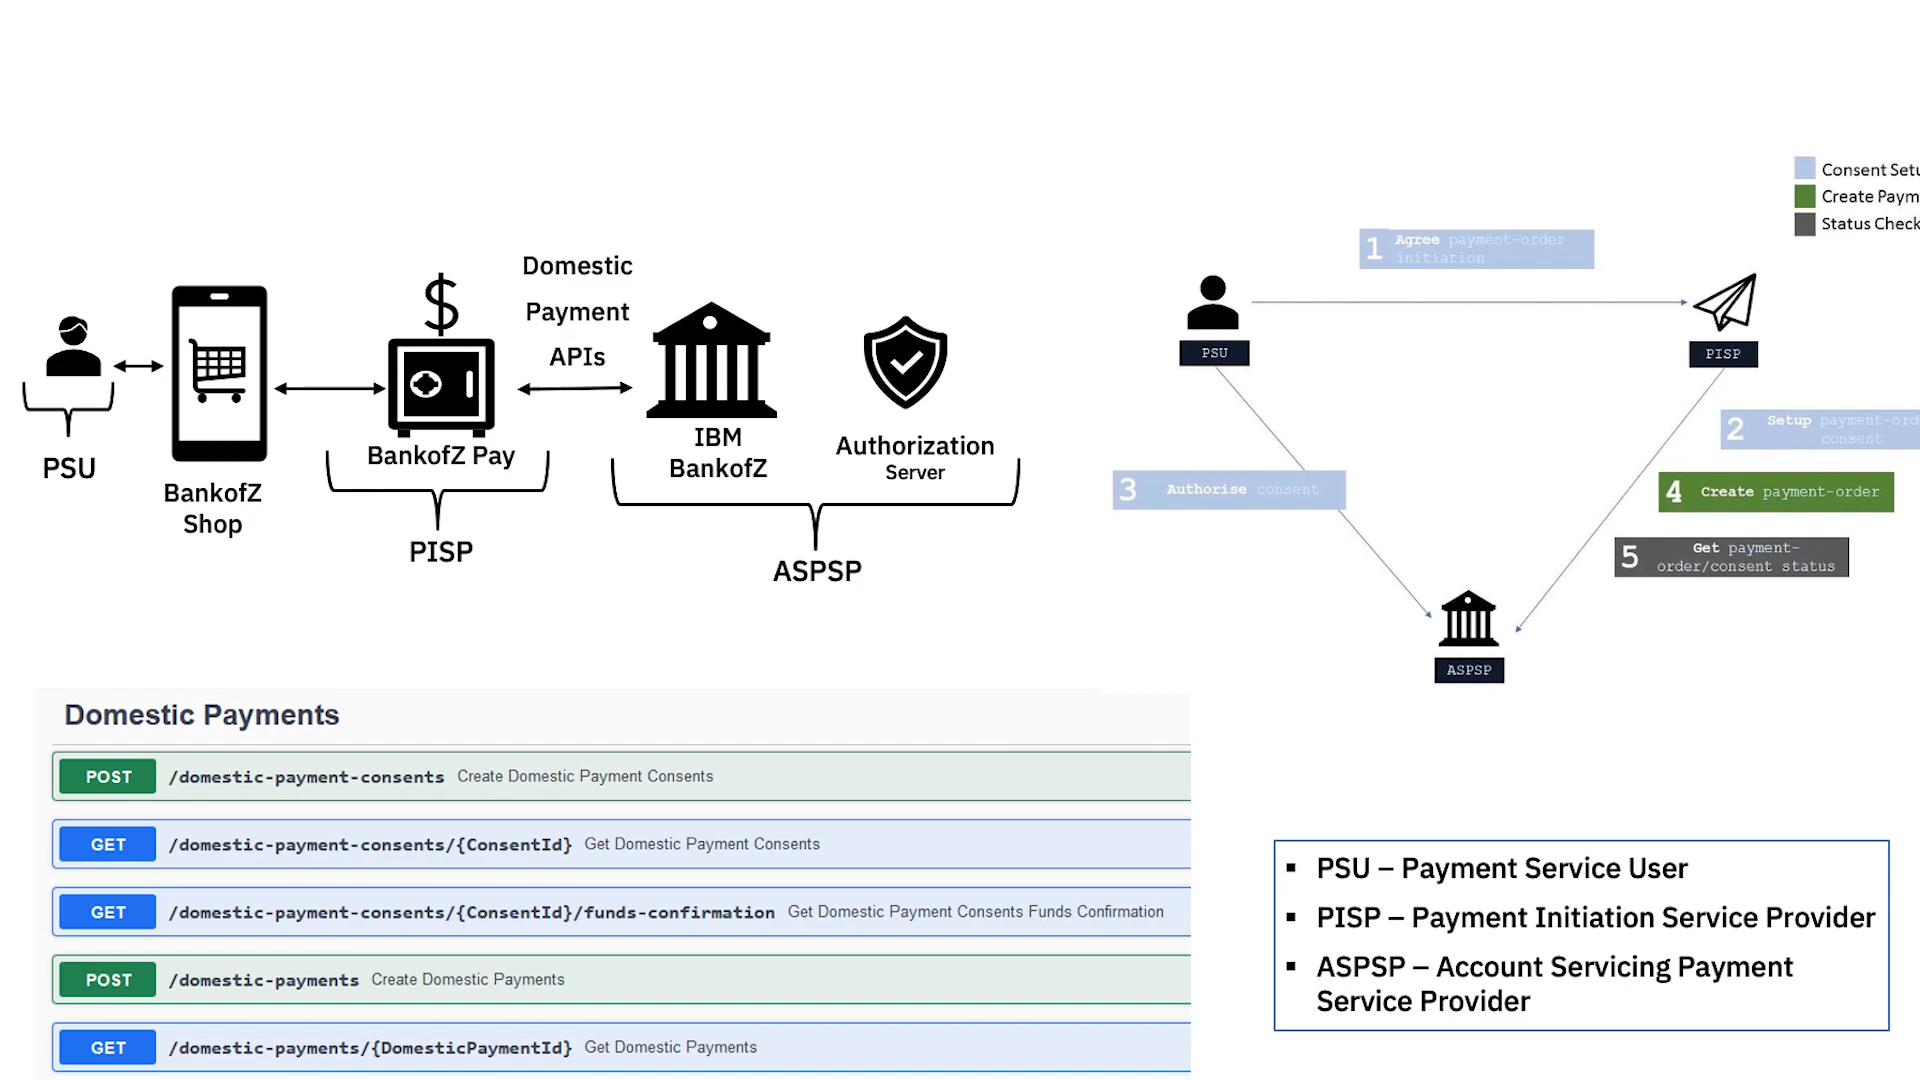 Domestic
Payment
APIs
$
PSU
BankofZ
Shop
BankofZ Pay
PISP
IBM
BankofZ
Authorization
Server
ASPSP
Consent Setu
Create Paym
Status Check
1 Agree payment-order
initiation
PSU
PISP
2 Setup payment-ord
consent
3 Authorise consent
4 Create payment-order
5 Get payment-
order/consent status
ASPSP
Domestic Payments
POST /domestic-payment-consents Create Domestic Payment Consents
GET /domestic-payment-consents/{ConsentId} Get Domestic Payment Consents
GET /domestic-payment-consents/{ConsentId}/funds-confirmation Get Domestic Payment Consents Funds Confirmation
POST /domestic-payments Create Domestic Payments
GET /domestic-payments/{DomesticPaymentId} Get Domestic Payments
▪ PSU – Payment Service User
▪ PISP – Payment Initiation Service Provider
▪ ASPSP – Account Servicing Payment
Service Provider